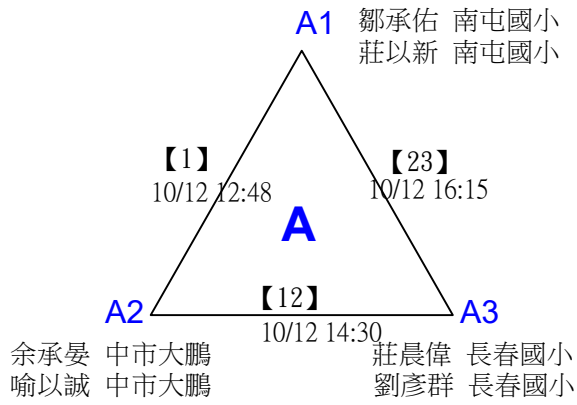 A1 鄒承佑 南屯國小
莊以新 南屯國小
【1】
10/12 12:48
【23】
10/12 16:15
A
【12】
10/12 14:30
A2
A3
余承晏 中市大鵬
喻以誠 中市大鵬
莊晨偉 長春國小
劉彥群 長春國小